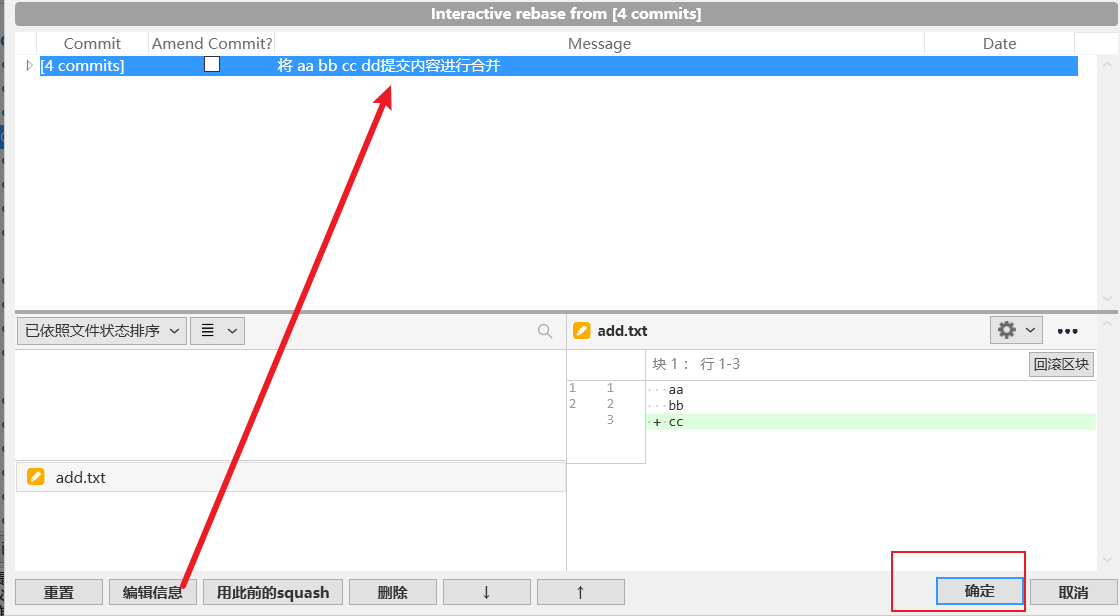 Interactive rebase from [4 commits]
Commit Amend Commit? Message Date
[4 commits] 将 aa bb cc dd提交内容进行合并
已依照文件状态排序
add.txt
块 1： 行 1-3 回滚区块
1 1 aa
2 2 bb
3 + cc
add.txt
重置 编辑信息 用此前的squash 删除 ↓ ↑ 确定 取消